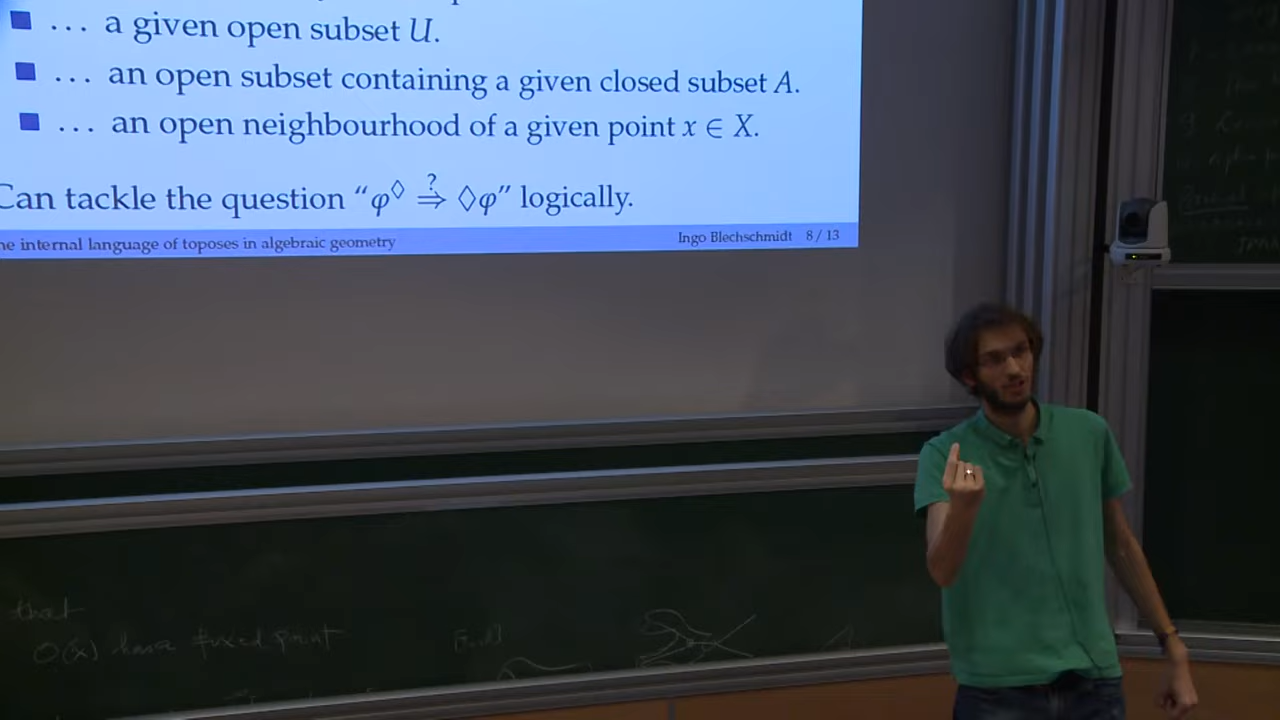 ■ … a given open subset U.
■ … an open subset containing a given closed subset A.
■ … an open neighbourhood of a given point x ∈ X.
Can tackle the question “φ^◇ ?⇒ ◇φ” logically.
he internal language of toposes in algebraic geometry Ingo Blechschmidt 8 / 13
that
O(x) have fixed point